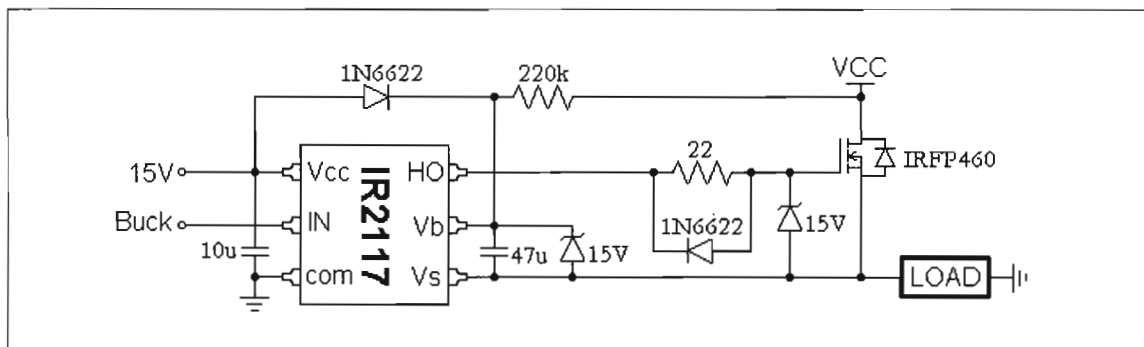 1N6622 220k VCC
15V Vcc HO 22 IRFP460
IR2117
Buck IN Vb 1N6622
10u com Vs 47u 15V 15V
LOAD